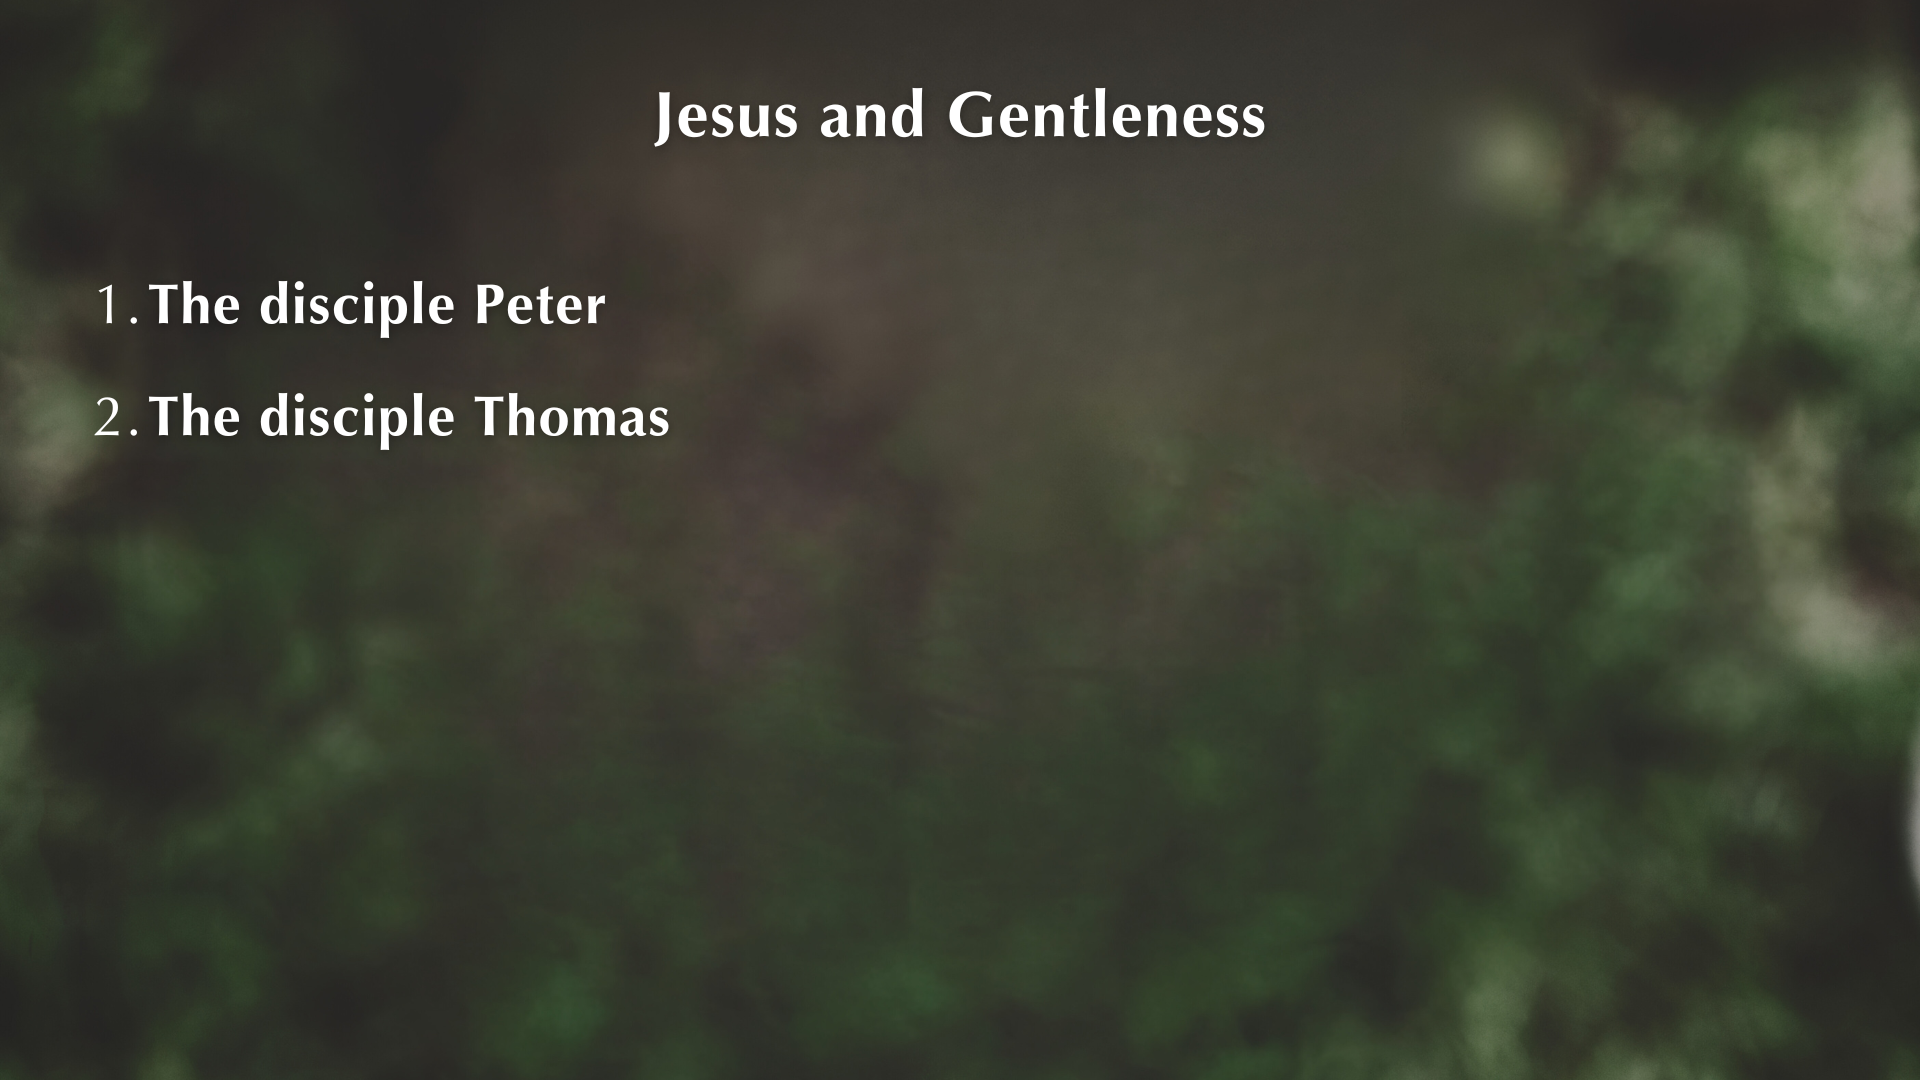 Jesus and Gentleness
1. The disciple Peter
2. The disciple Thomas